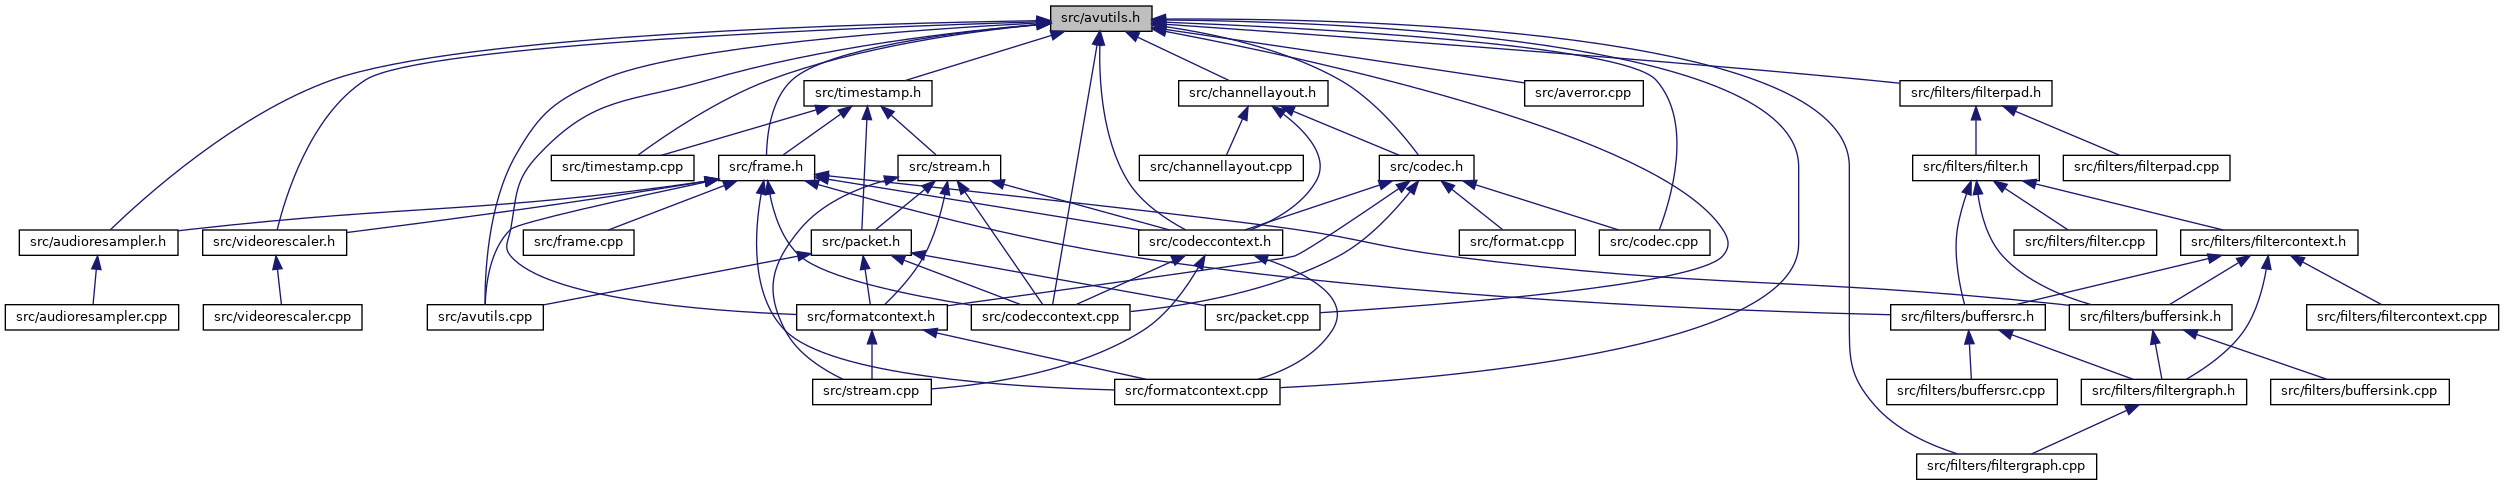 src/avutils.h
src/timestamp.h
src/channellayout.h
src/averror.cpp
src/filters/filterpad.h
src/timestamp.cpp
src/frame.h
src/stream.h
src/channellayout.cpp
src/codec.h
src/filters/filter.h
src/filters/filterpad.cpp
src/audioresampler.h
src/videorescaler.h
src/frame.cpp
src/packet.h
src/codeccontext.h
src/format.cpp
src/codec.cpp
src/filters/filter.cpp
src/filters/filtercontext.h
src/audioresampler.cpp
src/videorescaler.cpp
src/avutils.cpp
src/formatcontext.h
src/codeccontext.cpp
src/packet.cpp
src/filters/buffersrc.h
src/filters/buffersink.h
src/filters/filtercontext.cpp
src/stream.cpp
src/formatcontext.cpp
src/filters/buffersrc.cpp
src/filters/filtergraph.h
src/filters/buffersink.cpp
src/filters/filtergraph.cpp